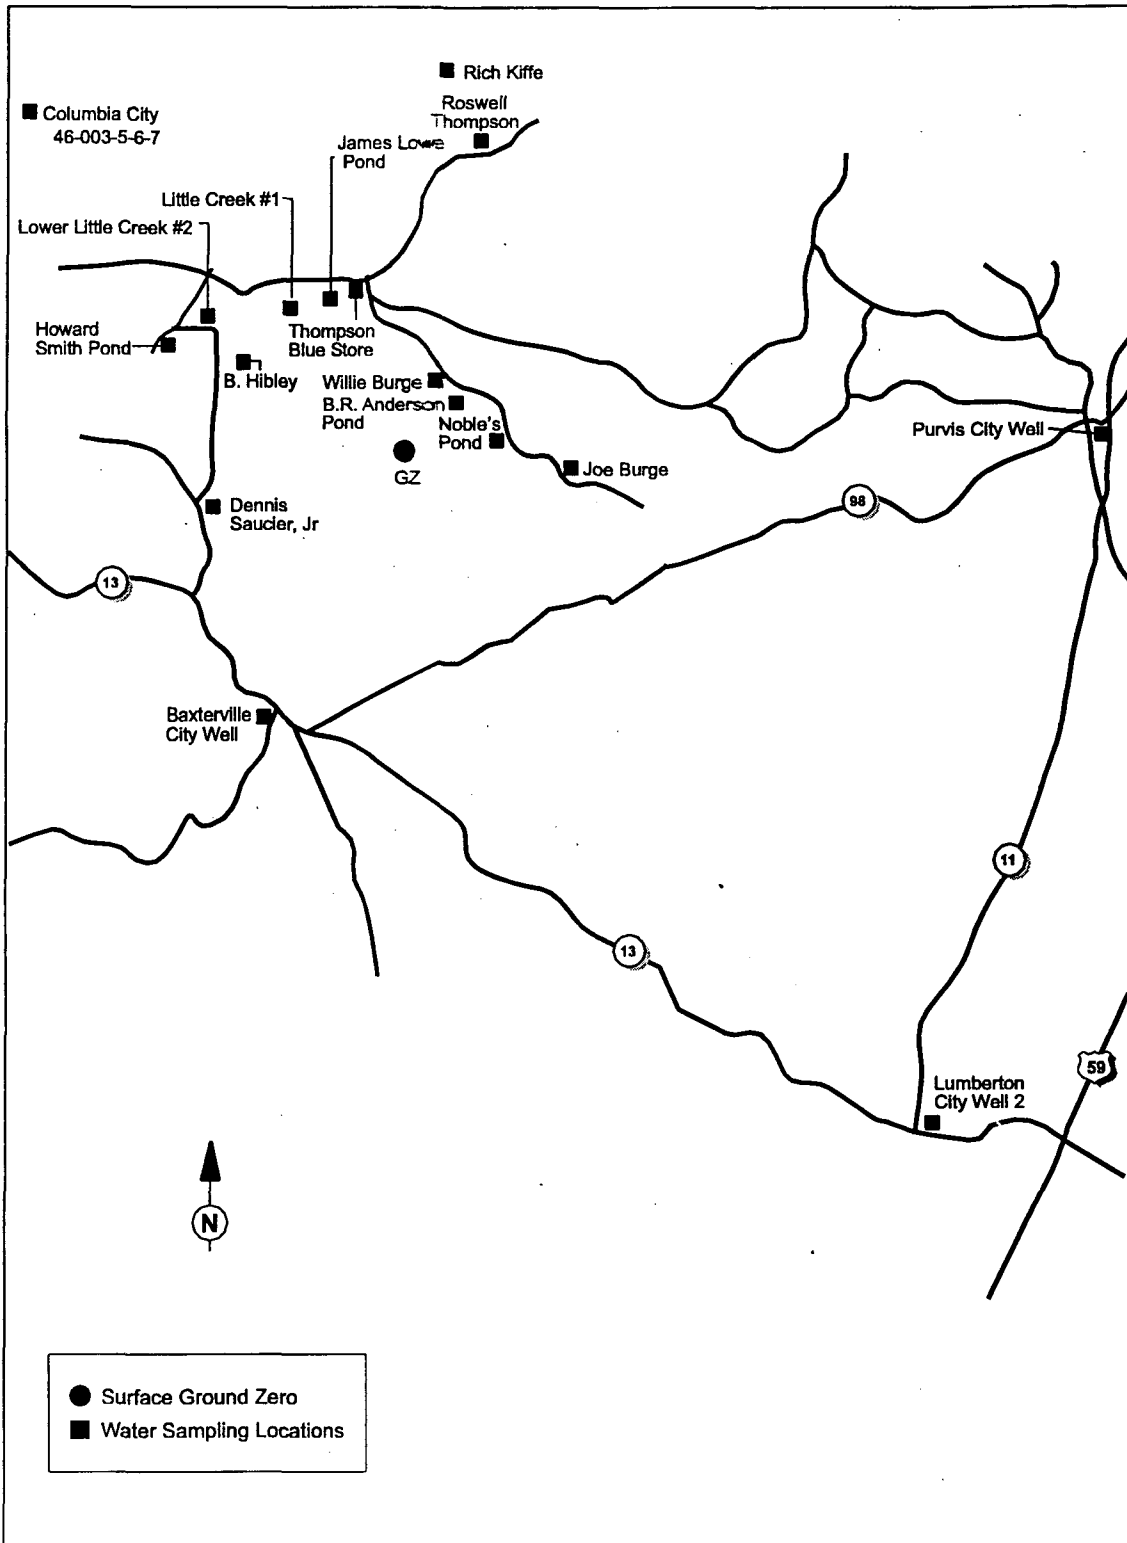 Rich Kiffe
Columbia City
46-003-5-6-7
Roswell
Thompson
James Lowe
Pond
Little Creek #1
Lower Little Creek #2
Howard
Smith Pond
Thompson
Blue Store
B. Hibley
Willie Burge
B.R. Anderson
Pond
Noble's
Pond
Purvis City Well
Joe Burge
GZ
Dennis
Saucier, Jr
98
13
Baxterville
City Well
11
13
59
Lumberton
City Well 2
N
Surface Ground Zero
Water Sampling Locations